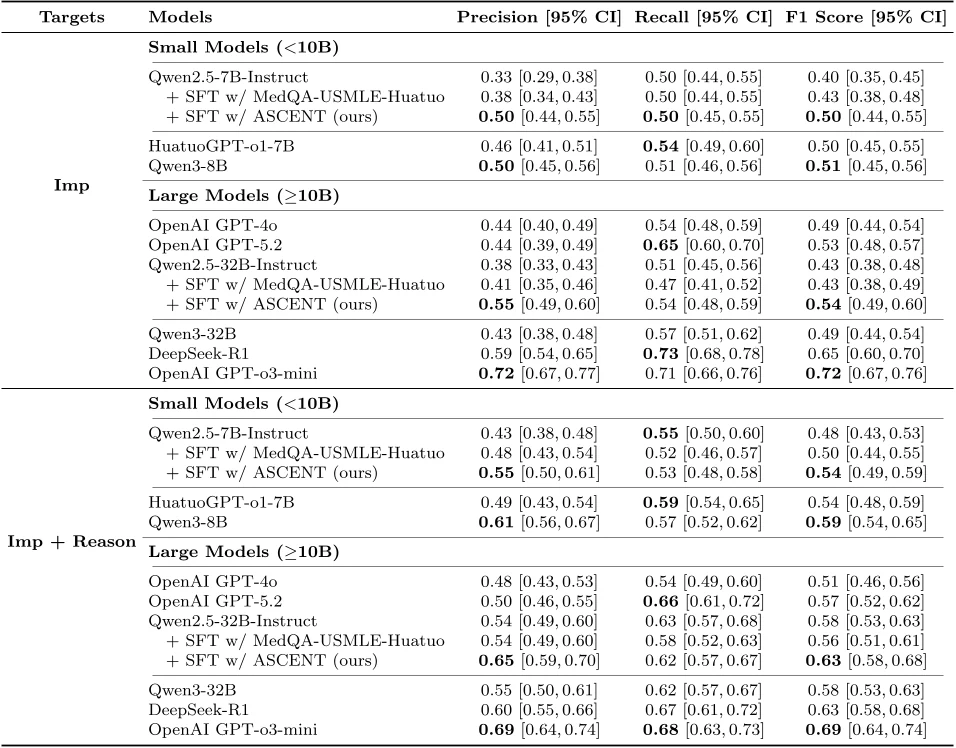 Targets Models Precision [95% CI] Recall [95% CI] F1 Score [95% CI]
Small Models (<10B)
Qwen2.5-7B-Instruct 0.33 [0.29, 0.38] 0.50 [0.44, 0.55] 0.40 [0.35, 0.45]
+ SFT w/ MedQA-USMLE-Huatuo 0.38 [0.34, 0.43] 0.50 [0.44, 0.55] 0.43 [0.38, 0.48]
+ SFT w/ ASCENT (ours) 0.50 [0.44, 0.55] 0.50 [0.45, 0.55] 0.50 [0.44, 0.55]
HuatuoGPT-o1-7B 0.46 [0.41, 0.51] 0.54 [0.49, 0.60] 0.50 [0.45, 0.55]
Qwen3-8B 0.50 [0.45, 0.56] 0.51 [0.46, 0.56] 0.51 [0.45, 0.56]
Imp
Large Models (≥10B)
OpenAI GPT-4o 0.44 [0.40, 0.49] 0.54 [0.48, 0.59] 0.49 [0.44, 0.54]
OpenAI GPT-5.2 0.44 [0.39, 0.49] 0.65 [0.60, 0.70] 0.53 [0.48, 0.57]
Qwen2.5-32B-Instruct 0.38 [0.33, 0.43] 0.51 [0.45, 0.56] 0.43 [0.38, 0.48]
+ SFT w/ MedQA-USMLE-Huatuo 0.41 [0.35, 0.46] 0.47 [0.41, 0.52] 0.43 [0.38, 0.49]
+ SFT w/ ASCENT (ours) 0.55 [0.49, 0.60] 0.54 [0.48, 0.59] 0.54 [0.49, 0.60]
Qwen3-32B 0.43 [0.38, 0.48] 0.57 [0.51, 0.62] 0.49 [0.44, 0.54]
DeepSeek-R1 0.59 [0.54, 0.65] 0.73 [0.68, 0.78] 0.65 [0.60, 0.70]
OpenAI GPT-o3-mini 0.72 [0.67, 0.77] 0.71 [0.66, 0.76] 0.72 [0.67, 0.76]
Small Models (<10B)
Qwen2.5-7B-Instruct 0.43 [0.38, 0.48] 0.55 [0.50, 0.60] 0.48 [0.43, 0.53]
+ SFT w/ MedQA-USMLE-Huatuo 0.48 [0.43, 0.54] 0.52 [0.46, 0.57] 0.50 [0.44, 0.55]
+ SFT w/ ASCENT (ours) 0.55 [0.50, 0.61] 0.53 [0.48, 0.58] 0.54 [0.49, 0.59]
HuatuoGPT-o1-7B 0.49 [0.43, 0.54] 0.59 [0.54, 0.65] 0.54 [0.48, 0.59]
Qwen3-8B 0.61 [0.56, 0.67] 0.57 [0.52, 0.62] 0.59 [0.54, 0.65]
Imp + Reason
Large Models (≥10B)
OpenAI GPT-4o 0.48 [0.43, 0.53] 0.54 [0.49, 0.60] 0.51 [0.46, 0.56]
OpenAI GPT-5.2 0.50 [0.46, 0.55] 0.66 [0.61, 0.72] 0.57 [0.52, 0.62]
Qwen2.5-32B-Instruct 0.54 [0.49, 0.60] 0.63 [0.57, 0.68] 0.58 [0.53, 0.63]
+ SFT w/ MedQA-USMLE-Huatuo 0.54 [0.49, 0.60] 0.58 [0.52, 0.63] 0.56 [0.51, 0.61]
+ SFT w/ ASCENT (ours) 0.65 [0.59, 0.70] 0.62 [0.57, 0.67] 0.63 [0.58, 0.68]
Qwen3-32B 0.55 [0.50, 0.61] 0.62 [0.57, 0.67] 0.58 [0.53, 0.63]
DeepSeek-R1 0.60 [0.55, 0.66] 0.67 [0.61, 0.72] 0.63 [0.58, 0.68]
OpenAI GPT-o3-mini 0.69 [0.64, 0.74] 0.68 [0.63, 0.73] 0.69 [0.64, 0.74]